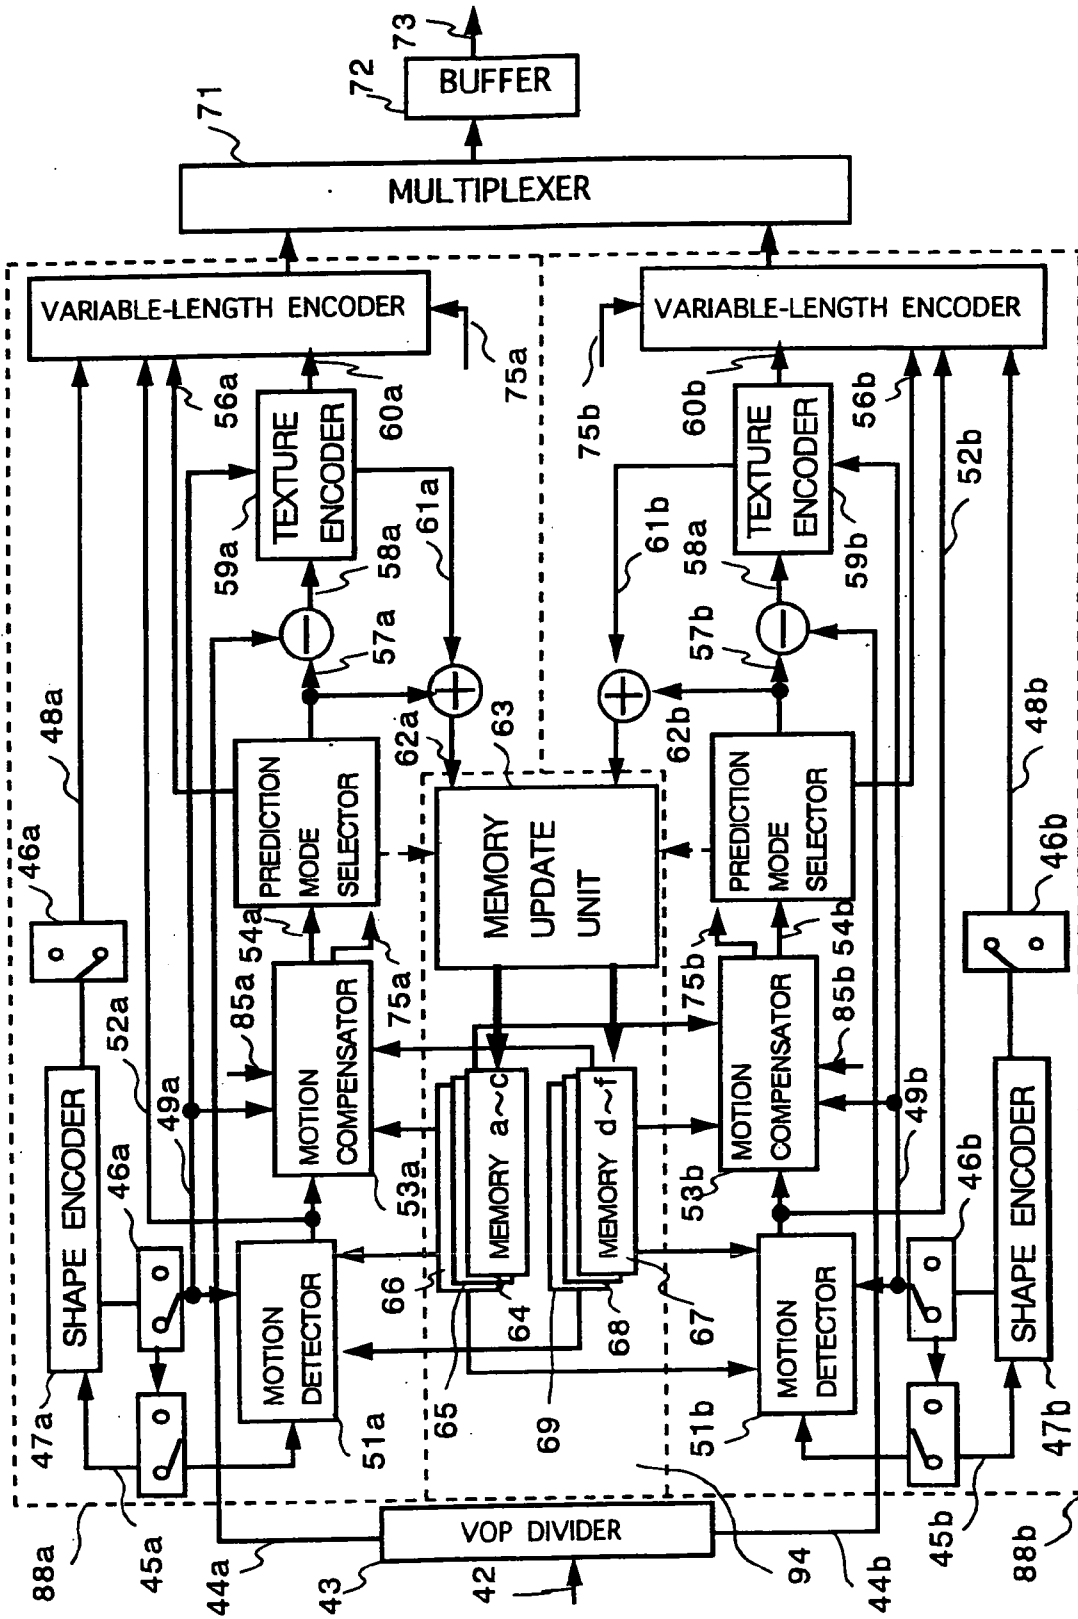 73
72
BUFFER
71
MULTIPLEXER
VARIABLE-LENGTH ENCODER
VARIABLE-LENGTH ENCODER
75a
75b
56a
60a
60b
56b
52b
TEXTURE
ENCODER
59a
TEXTURE
ENCODER
59b
58a
61a
61b
58a
57a
57b
48a
62a
63
62b
48b
46a
PREDICTION
MODE
SELECTOR
MEMORY
UPDATE
UNIT
PREDICTION
MODE
SELECTOR
46b
54a
54b
52a
85a
75a
75b
85b
49a
MOTION
COMPENSATOR
MOTION
COMPENSATOR
49b
46a
53a
53b
46b
SHAPE ENCODER
MEMORY a~c
MEMORY d~f
SHAPE ENCODER
66
65
64
69
68
67
MOTION
DETECTOR
MOTION
DETECTOR
47a
51a
51b
47b
88a
45a
44a
43
VOP DIVIDER
42
94
44b
45b
88b